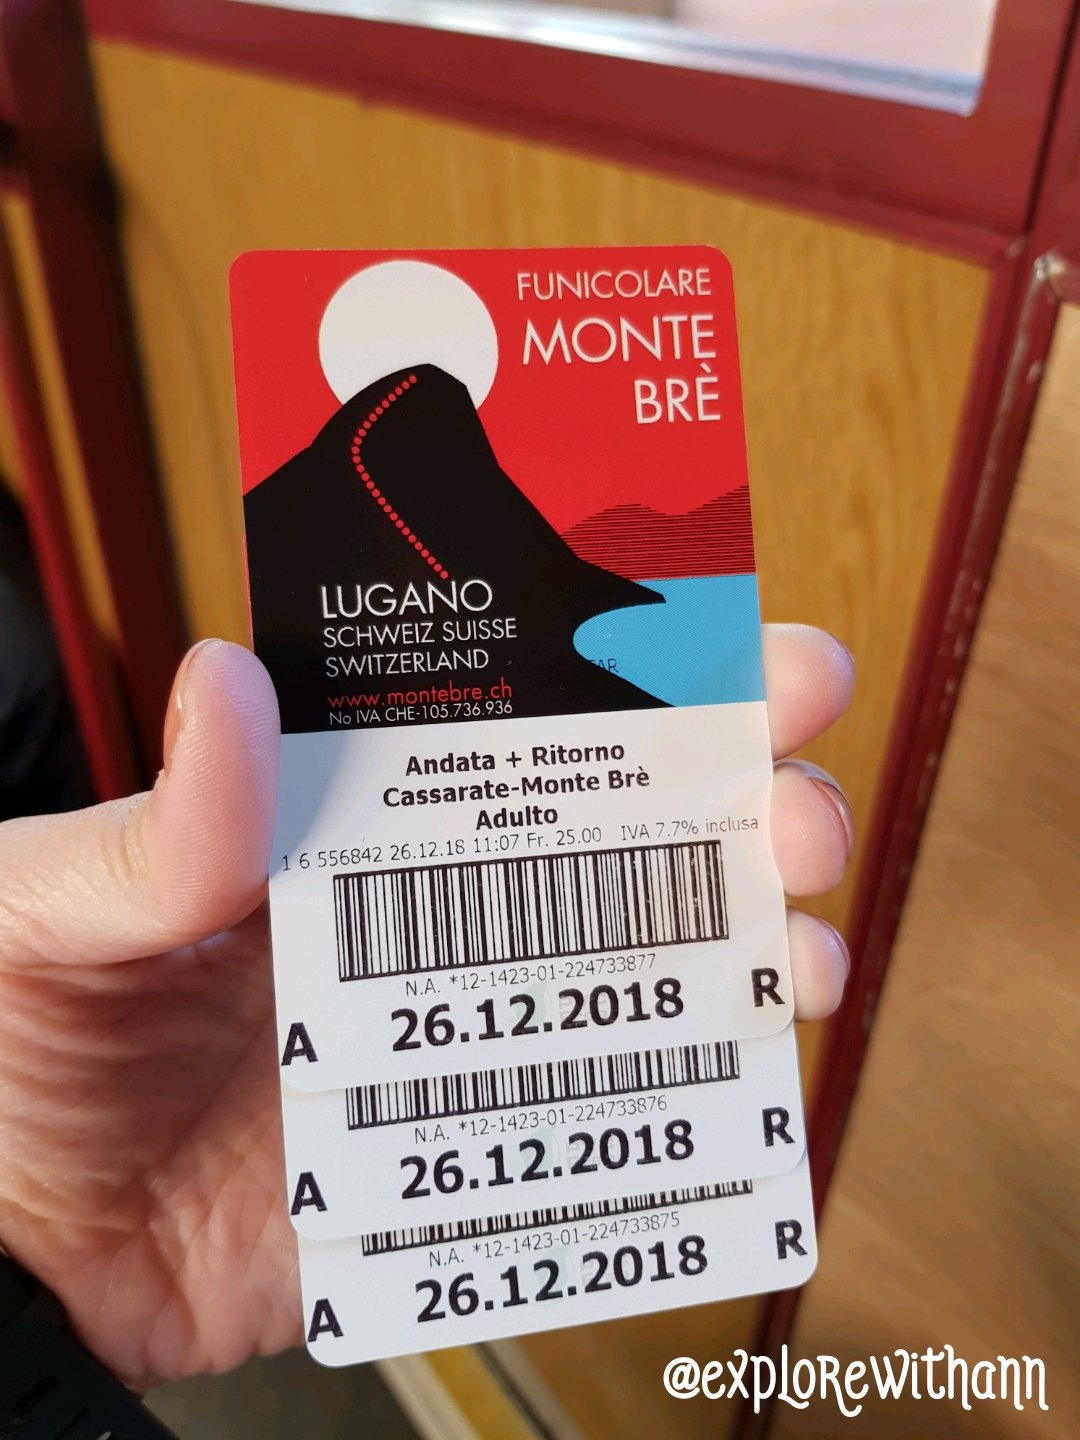 FUNICOLARE
MONTE
BRÈ
LUGANO
SCHWEIZ SUISSE
SWITZERLAND
www.montebre.ch
No IVA CHE-105.736.936
Andata + Ritorno
Cassarate-Monte Brè
Adulto
1 6 556842 26.12.18 11:07 Fr. 25.00 IVA 7.7% inclusa
N.A. *12-1423-01-224733877
A 26.12.2018 R
N.A. *12-1423-01-224733876
A 26.12.2018 R
N.A. *12-1423-01-224733875
A 26.12.2018 R
@explorewithann